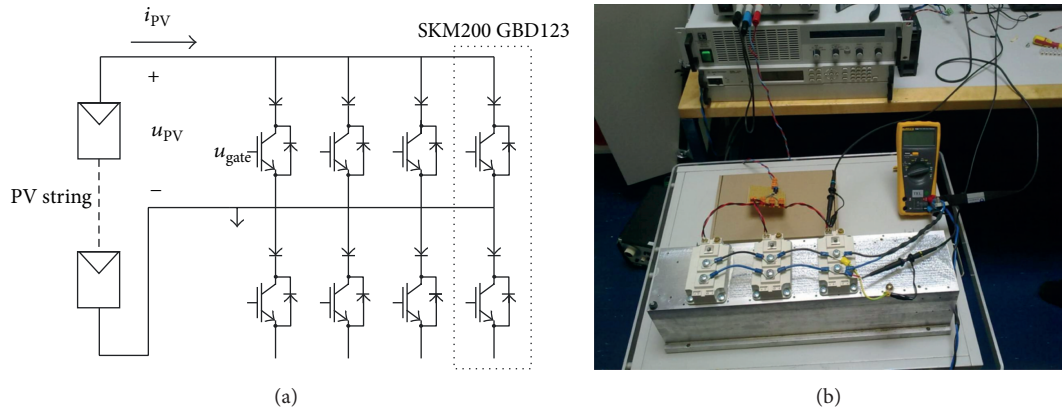 i_PV
SKM200 GBD123
+
u_PV
u_gate
−
PV string
(a)
(b)